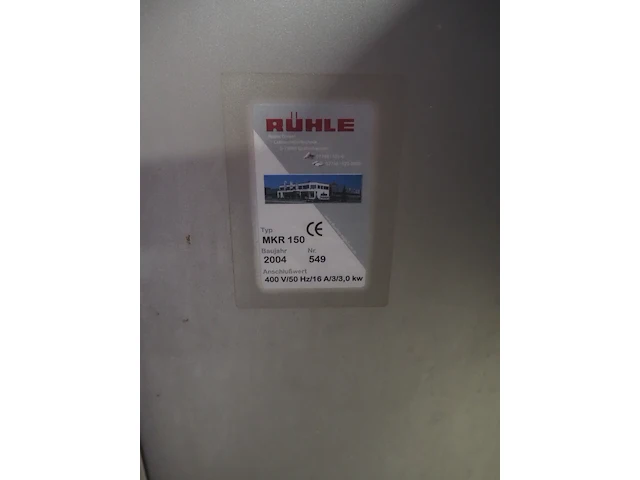 RÜHLE
Typ
MKR 150 CE
Baujahr Nr
2004 549
Anschlußwert
400 V/50 Hz/16 A/3/3,0 kw